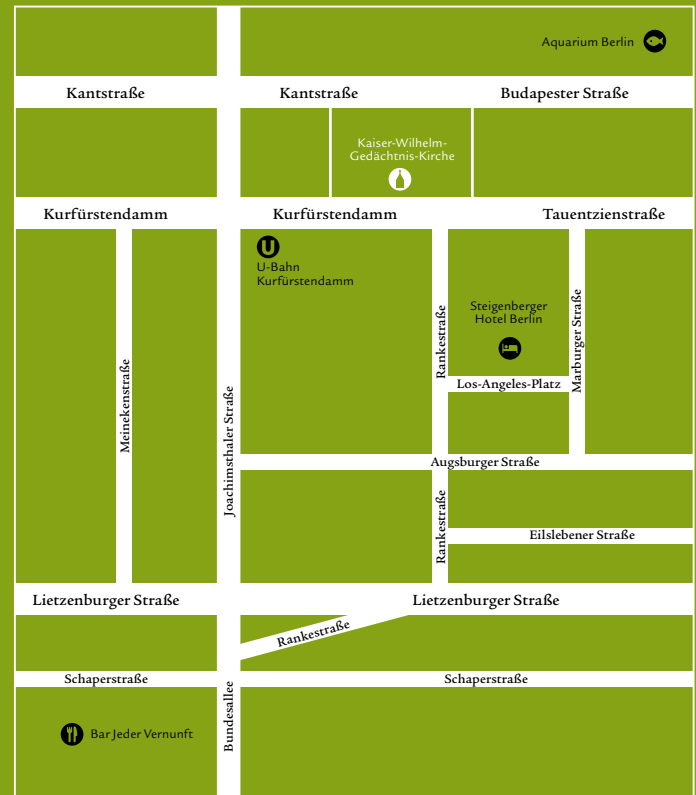 Aquarium Berlin
Kantstraße
Kantstraße
Budapester Straße
Kaiser-Wilhelm-
Gedächtnis-Kirche
Kurfürstendamm
Kurfürstendamm
Tauentzienstraße
U
U-Bahn
Kurfürstendamm
Steigenberger
Hotel Berlin
Rankestraße
Marburger Straße
Los-Angeles-Platz
Meinekenstraße
Joachimsthaler Straße
Augsburger Straße
Rankestraße
Eilslebener Straße
Lietzenburger Straße
Lietzenburger Straße
Rankestraße
Schaperstraße
Schaperstraße
Bundesallee
Bar Jeder Vernunft